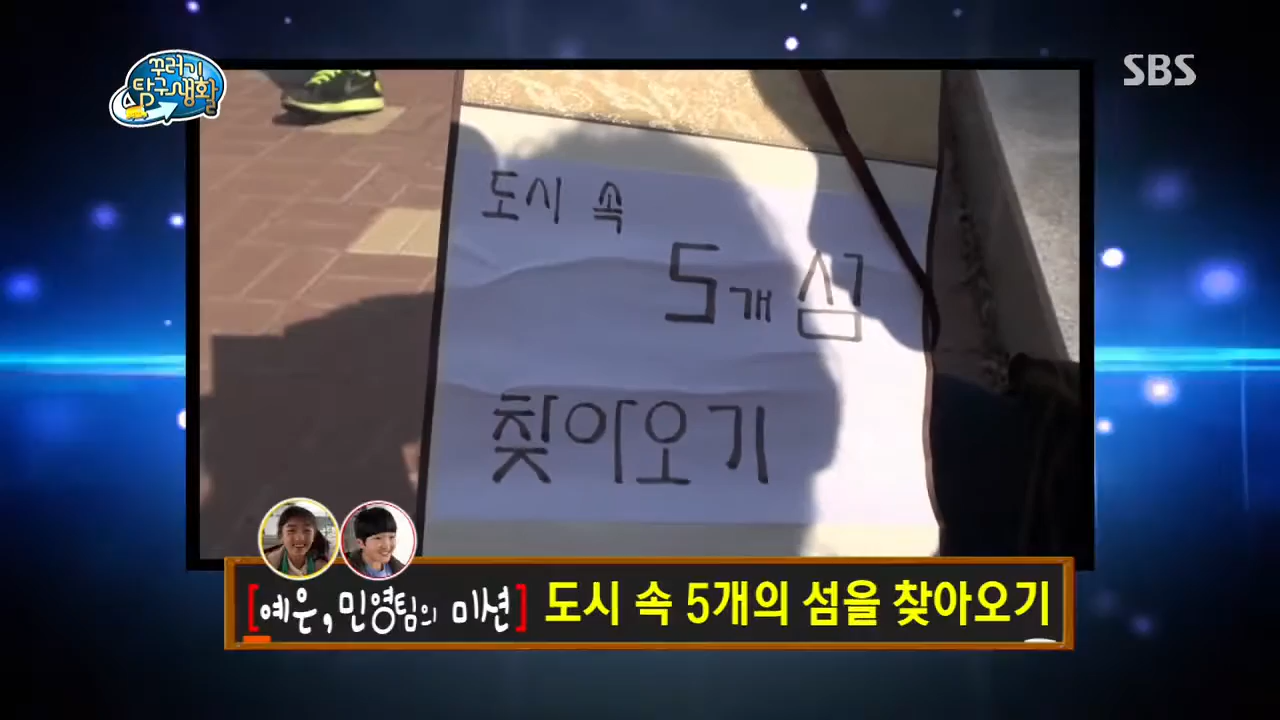 꾸러기
탐구생활
SBS
도시 속
5개 섬
찾아오기
[예은, 민영팀의 미션] 도시 속 5개의 섬을 찾아오기